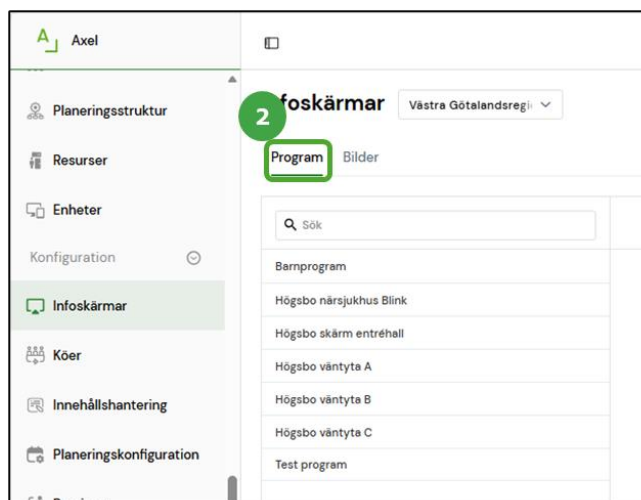 Axel
Planeringsstruktur
Resurser
Enheter
Konfiguration
Infoskärmar
Köer
Innehållshantering
Planeringskonfiguration
2
foskärmar
Västra Götalandsregi
Program Bilder
Sök
Barnprogram
Högsbo närsjukhus Blink
Högsbo skärm entréhall
Högsbo väntyta A
Högsbo väntyta B
Högsbo väntyta C
Test program